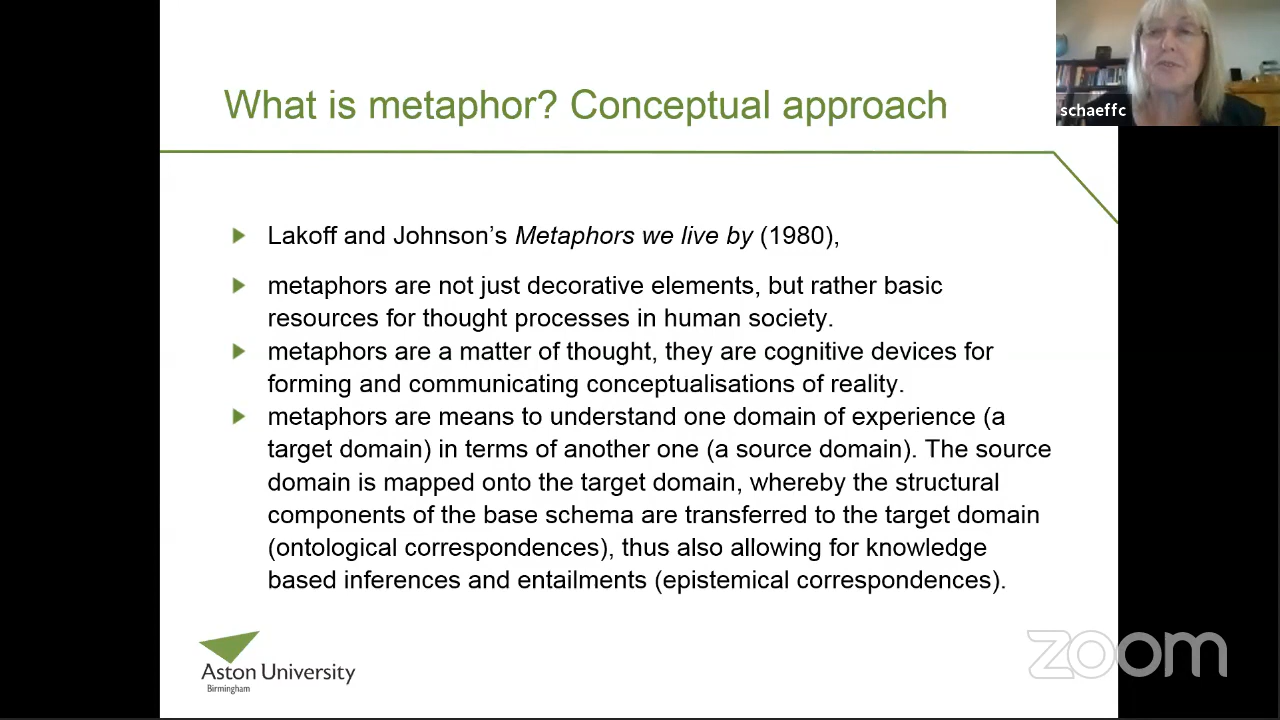 What is metaphor? Conceptual approach
schaeffc
Lakoff and Johnson’s Metaphors we live by (1980),
metaphors are not just decorative elements, but rather basic
resources for thought processes in human society.
metaphors are a matter of thought, they are cognitive devices for
forming and communicating conceptualisations of reality.
metaphors are means to understand one domain of experience (a
target domain) in terms of another one (a source domain). The source
domain is mapped onto the target domain, whereby the structural
components of the base schema are transferred to the target domain
(ontological correspondences), thus also allowing for knowledge
based inferences and entailments (epistemical correspondences).
Aston University
Birmingham
zoom